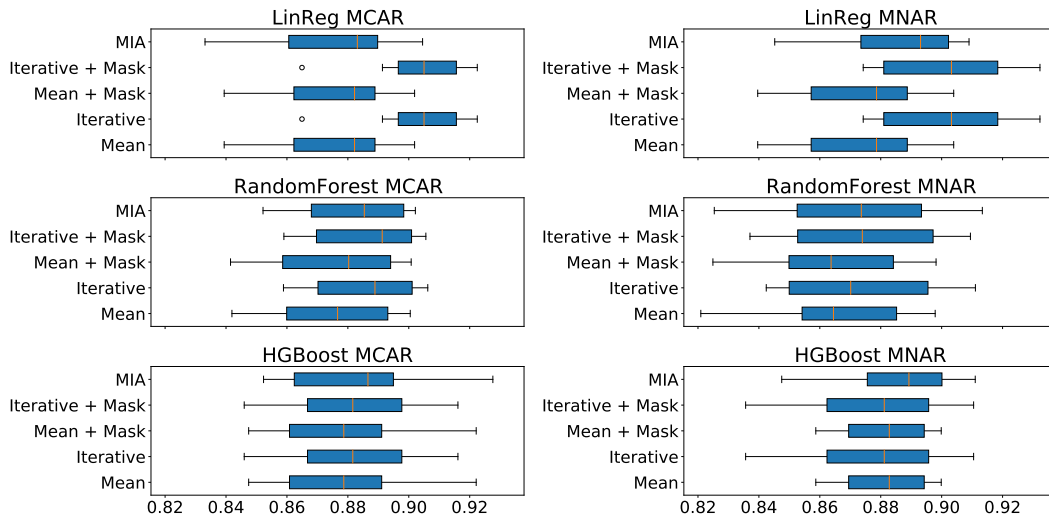 LinReg MCAR
MIA
Iterative + Mask
Mean + Mask
Iterative
Mean
LinReg MNAR
MIA
Iterative + Mask
Mean + Mask
Iterative
Mean
RandomForest MCAR
MIA
Iterative + Mask
Mean + Mask
Iterative
Mean
RandomForest MNAR
MIA
Iterative + Mask
Mean + Mask
Iterative
Mean
HGBoost MCAR
MIA
Iterative + Mask
Mean + Mask
Iterative
Mean
0.82 0.84 0.86 0.88 0.90 0.92
HGBoost MNAR
MIA
Iterative + Mask
Mean + Mask
Iterative
Mean
0.82 0.84 0.86 0.88 0.90 0.92